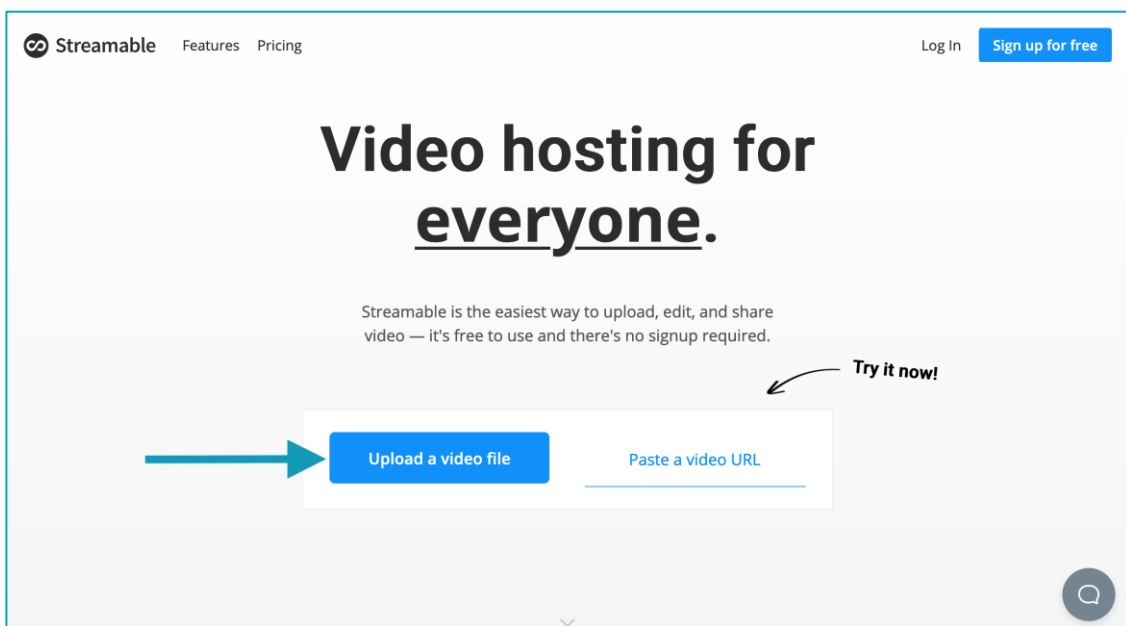 Streamable Features Pricing Log In Sign up for free
Video hosting for
everyone.
Streamable is the easiest way to upload, edit, and share
video — it's free to use and there's no signup required.
Try it now!
Upload a video file Paste a video URL